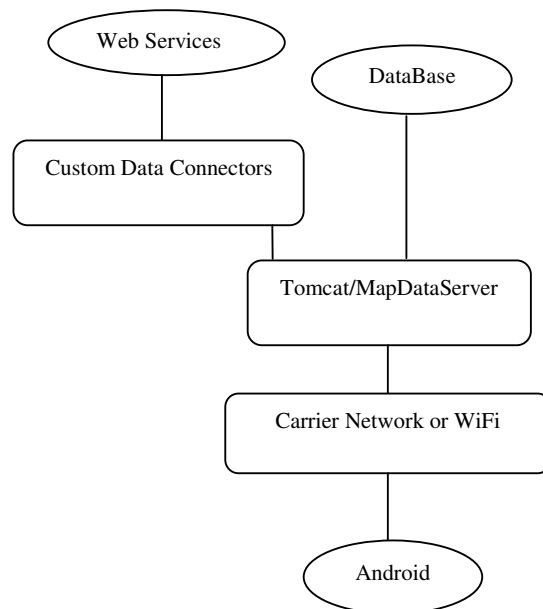 Web Services
DataBase
Custom Data Connectors
Tomcat/MapDataServer
Carrier Network or WiFi
Android